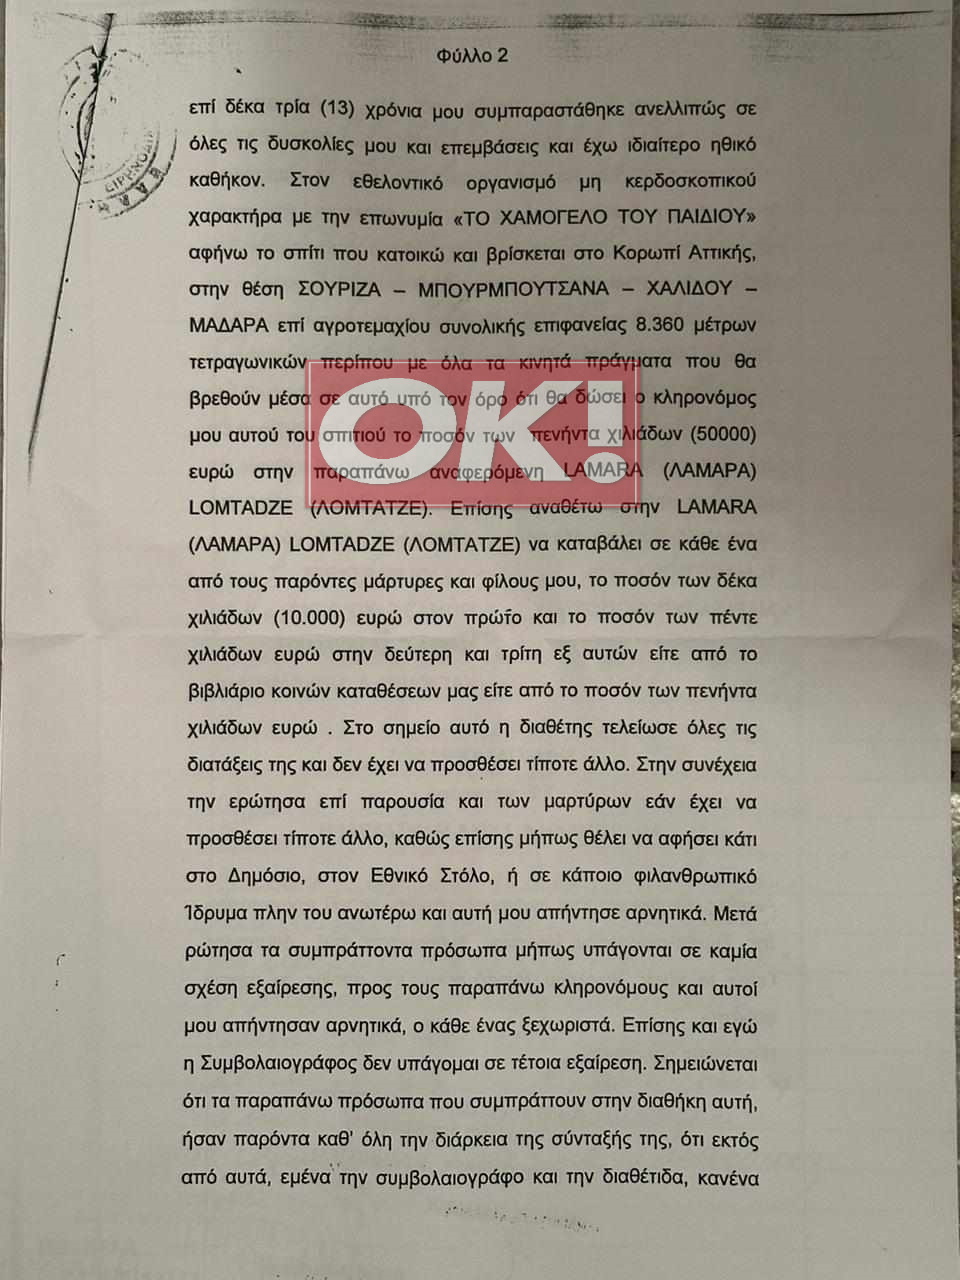 Φύλλο 2
επί δέκα τρία (13) χρόνια μου συμπαραστάθηκε ανελλιπώς σε
όλες τις δυσκολίες μου και επεμβάσεις και έχω ιδιαίτερο ηθικό
καθήκον. Στον εθελοντικό οργανισμό μη κερδοσκοπικού
χαρακτήρα με την επωνυμία «ΤΟ ΧΑΜΟΓΕΛΟ ΤΟΥ ΠΑΙΔΙΟΥ»
αφήνω το σπίτι που κατοικώ και βρίσκεται στο Κορωπί Αττικής,
στην θέση ΣΟΥΡΙΖΑ – ΜΠΟΥΡΜΠΟΥΤΣΑΝΑ – ΧΑΛΙΔΟΥ –
ΜΑΔΑΡΑ επί αγροτεμαχίου συνολικής επιφανείας 8.360 μέτρων
τετραγωνικών περίπου με όλα τα κινητά πράγματα που θα
βρεθούν μέσα σε αυτό υπό τον όρο ότι θα δώσει ο κληρονόμος
μου αυτού του σπιτιού το ποσόν των πενήντα χιλιάδων (50000)
ευρώ στην παραπάνω αναφερόμενη LAMARA (ΛΑΜΑΡΑ)
LOMTADZE (ΛΟΜΤΑΤΖΕ). Επίσης αναθέτω στην LAMARA
(ΛΑΜΑΡΑ) LOMTADZE (ΛΟΜΤΑΤΖΕ) να καταβάλει σε κάθε ένα
από τους παρόντες μάρτυρες και φίλους μου, το ποσόν των δέκα
χιλιάδων (10.000) ευρώ στον πρώτο και το ποσόν των πέντε
χιλιάδων ευρώ στην δεύτερη και τρίτη εξ αυτών είτε από το
βιβλιάριο κοινών καταθέσεων μας είτε από το ποσόν των πενήντα
χιλιάδων ευρώ . Στο σημείο αυτό η διαθέτης τελείωσε όλες τις
διατάξεις της και δεν έχει να προσθέσει τίποτε άλλο. Στην συνέχεια
την ερώτησα επί παρουσία και των μαρτύρων εάν έχει να
προσθέσει τίποτε άλλο, καθώς επίσης μήπως θέλει να αφήσει κάτι
στο Δημόσιο, στον Εθνικό Στόλο, ή σε κάποιο φιλανθρωπικό
Ίδρυμα πλην του ανωτέρω και αυτή μου απήντησε αρνητικά. Μετά
ρώτησα τα συμπράττοντα πρόσωπα μήπως υπάγονται σε καμία
σχέση εξαίρεσης, προς τους παραπάνω κληρονόμους και αυτοί
μου απήντησαν αρνητικά, ο κάθε ένας ξεχωριστά. Επίσης και εγώ
η Συμβολαιογράφος δεν υπάγομαι σε τέτοια εξαίρεση. Σημειώνεται
ότι τα παραπάνω πρόσωπα που συμπράττουν στην διαθήκη αυτή,
ήσαν παρόντα καθ' όλη την διάρκεια της σύνταξής της, ότι εκτός
από αυτά, εμένα την συμβολαιογράφο και την διαθέτιδα, κανένα
OK!